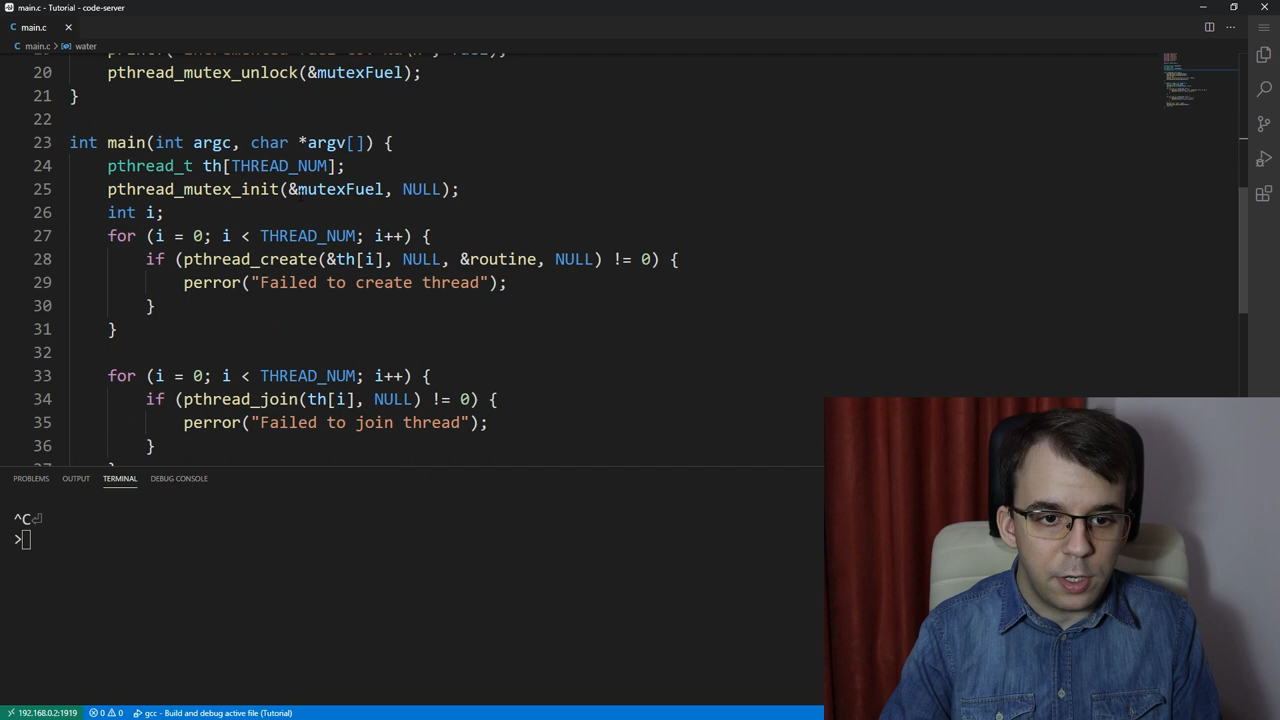 main.c - Tutorial - code-server
C main.c ×
C main.c > water
20 pthread_mutex_unlock(&mutexFuel);
21 }
22
23 int main(int argc, char *argv[]) {
24 pthread_t th[THREAD_NUM];
25 pthread_mutex_init(&mutexFuel, NULL);
26 int i;
27 for (i = 0; i < THREAD_NUM; i++) {
28 if (pthread_create(&th[i], NULL, &routine, NULL) != 0) {
29 perror("Failed to create thread");
30 }
31 }
32
33 for (i = 0; i < THREAD_NUM; i++) {
34 if (pthread_join(th[i], NULL) != 0) {
35 perror("Failed to join thread");
36 }
PROBLEMS OUTPUT TERMINAL DEBUG CONSOLE
^C⏎
>
192.168.0.2:1919 0 0 gcc - Build and debug active file (Tutorial)